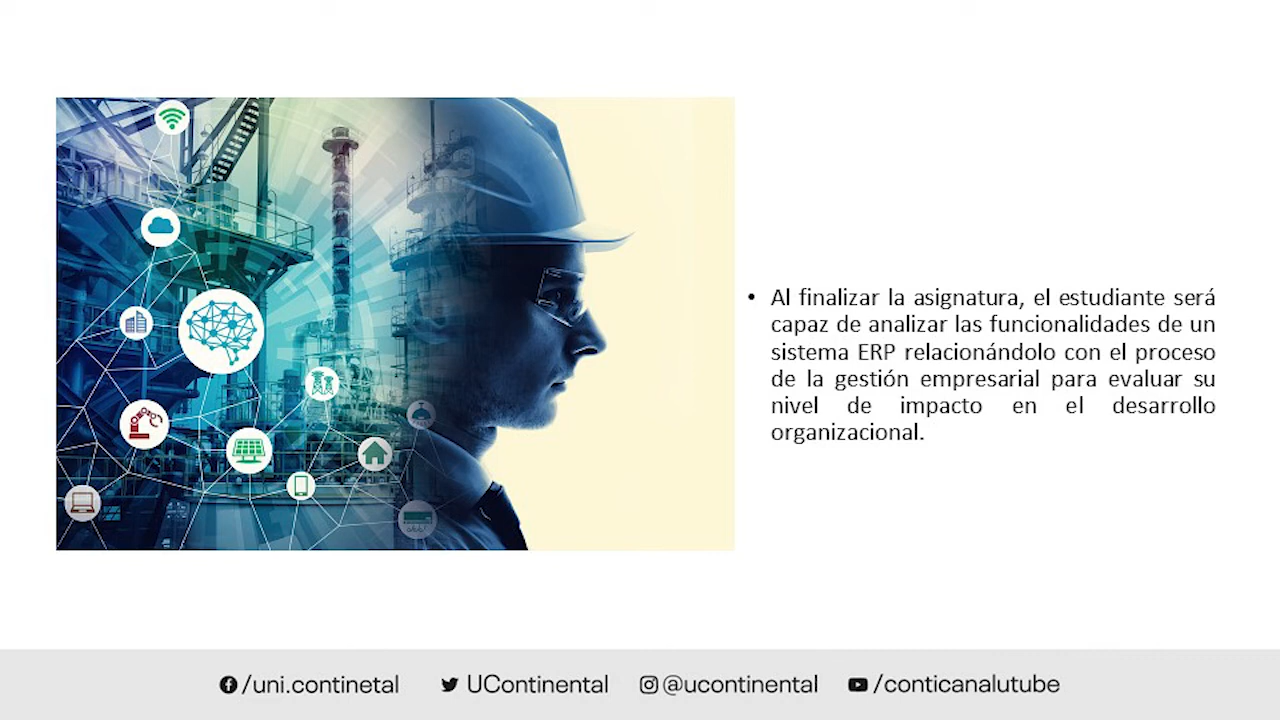 • Al finalizar la asignatura, el estudiante será
capaz de analizar las funcionalidades de un
sistema ERP relacionándolo con el proceso
de la gestión empresarial para evaluar su
nivel de impacto en el desarrollo
organizacional.
/uni.continetal UContinental @ucontinental /conticanalutube